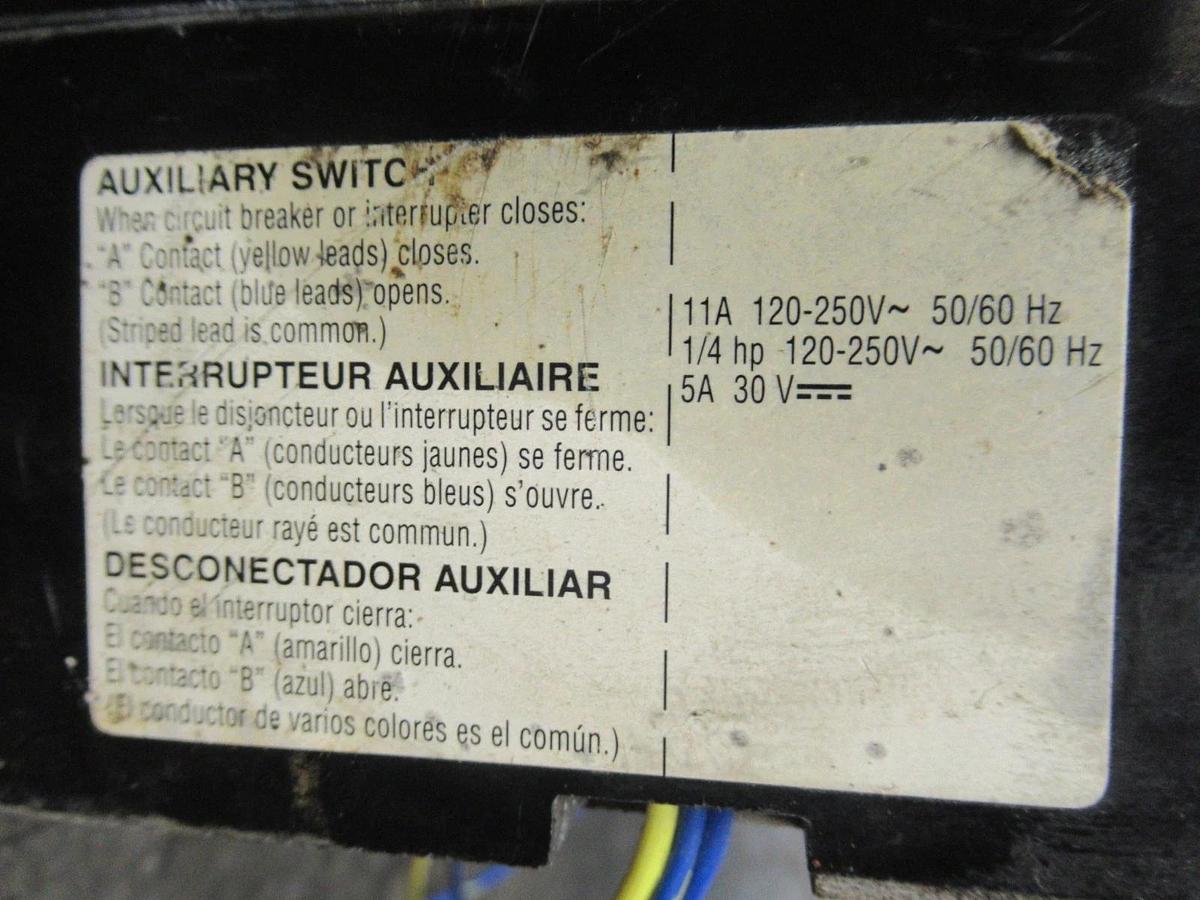 AUXILIARY SWITCH
When circuit breaker or interrupter closes:
"A" Contact (yellow leads) closes.
"B" Contact (blue leads) opens.
(Striped lead is common.)
INTERRUPTEUR AUXILIAIRE
Lorsque le disjoncteur ou l'interrupteur se ferme:
Le contact "A" (conducteurs jaunes) se ferme.
Le contact "B" (conducteurs bleus) s'ouvre.
(Le conducteur rayé est commun.)
DESCONECTADOR AUXILIAR
Cuando el interruptor cierra:
El contacto "A" (amarillo) cierra.
El contacto "B" (azul) abre.
(El conductor de varios colores es el común.)
11A 120-250V~ 50/60 Hz
1/4 hp 120-250V~ 50/60 Hz
5A 30 V⎓